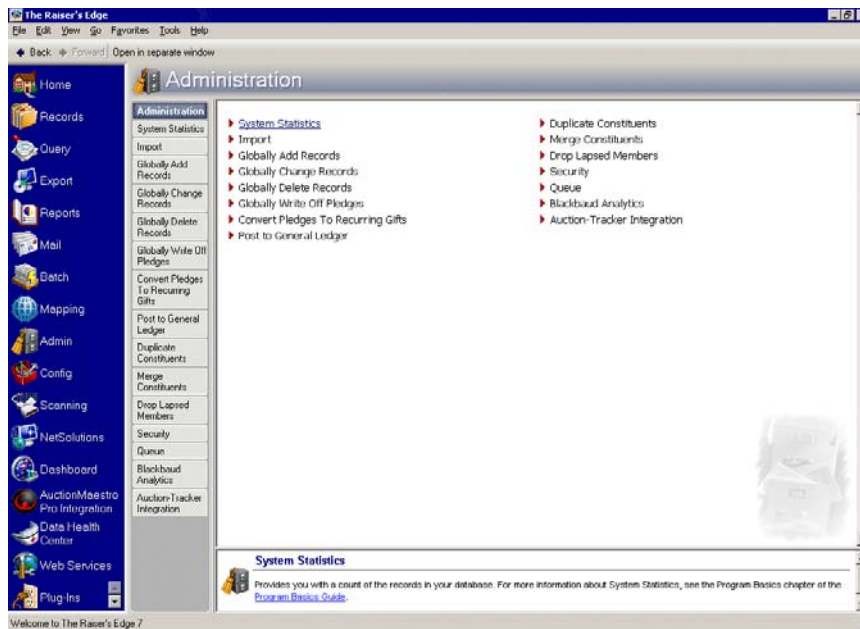 The Raiser's Edge
File Edit View Go Favorites Tools Help
Back Forward Open in separate window
Home
Records
Query
Export
Reports
Mail
Batch
Mapping
Admin
Config
Scanning
NetSolutions
Dashboard
AuctionMaestro
Pro Integration
Data Health
Center
Web Services
Plug-Ins
Administration
Administration
System Statistics
Import
Globally Add
Records
Globally Change
Records
Globally Delete
Records
Globally Write Off
Pledges
Convert Pledges
To Recurring
Gifts
Post to General
Ledger
Duplicate
Constituents
Merge
Constituents
Drop Lapsed
Members
Security
Queue
Blackbaud
Analytics
Auction-Tracker
Integration
System Statistics
Import
Globally Add Records
Globally Change Records
Globally Delete Records
Globally Write Off Pledges
Convert Pledges To Recurring Gifts
Post to General Ledger
Duplicate Constituents
Merge Constituents
Drop Lapsed Members
Security
Queue
Blackbaud Analytics
Auction-Tracker Integration
System Statistics
Provides you with a count of the records in your database. For more information about System Statistics, see the Program Basics chapter of the
Program Basics Guide.
Welcome to The Raiser's Edge 7